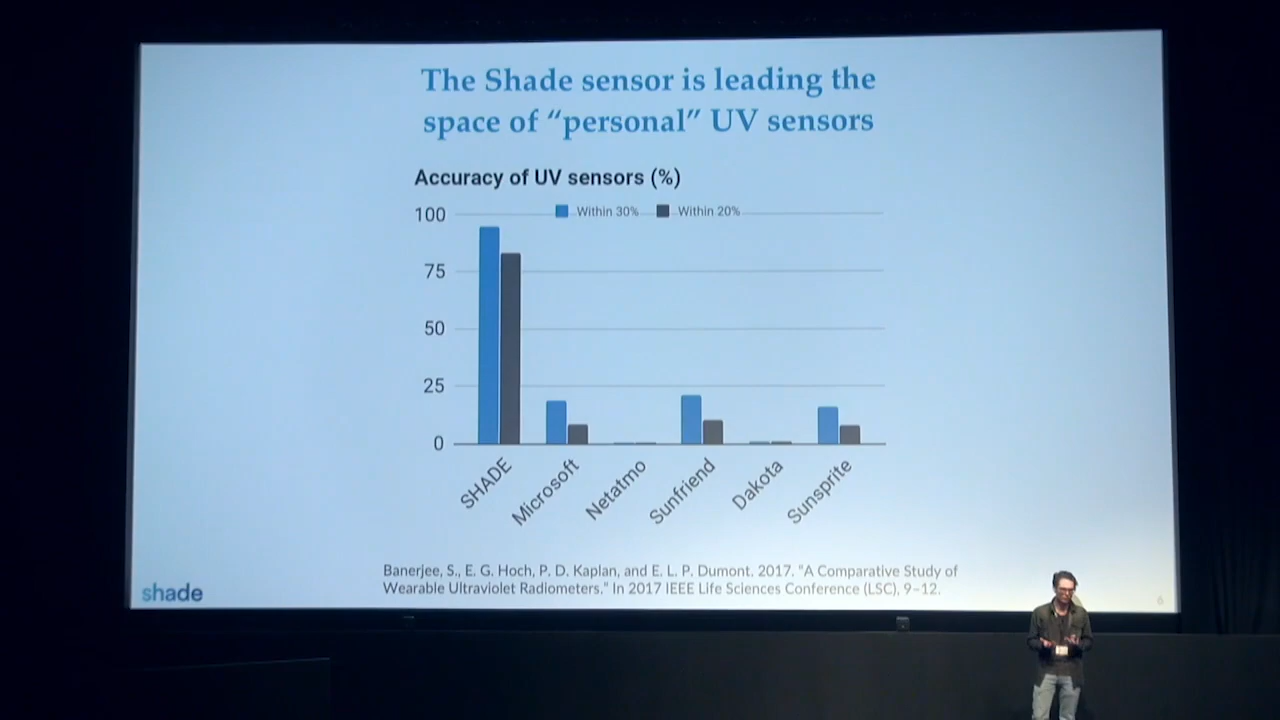 The Shade sensor is leading the
space of “personal” UV sensors
Accuracy of UV sensors (%)
Within 30%
Within 20%
100
75
50
25
0
SHADE
Microsoft
Netatmo
Sunfriend
Dakota
Sunsprite
Banerjee, S., E. G. Hoch, P. D. Kaplan, and E. L. P. Dumont. 2017. “A Comparative Study of
Wearable Ultraviolet Radiometers.” In 2017 IEEE Life Sciences Conference (LSC), 9–12.
shade
6